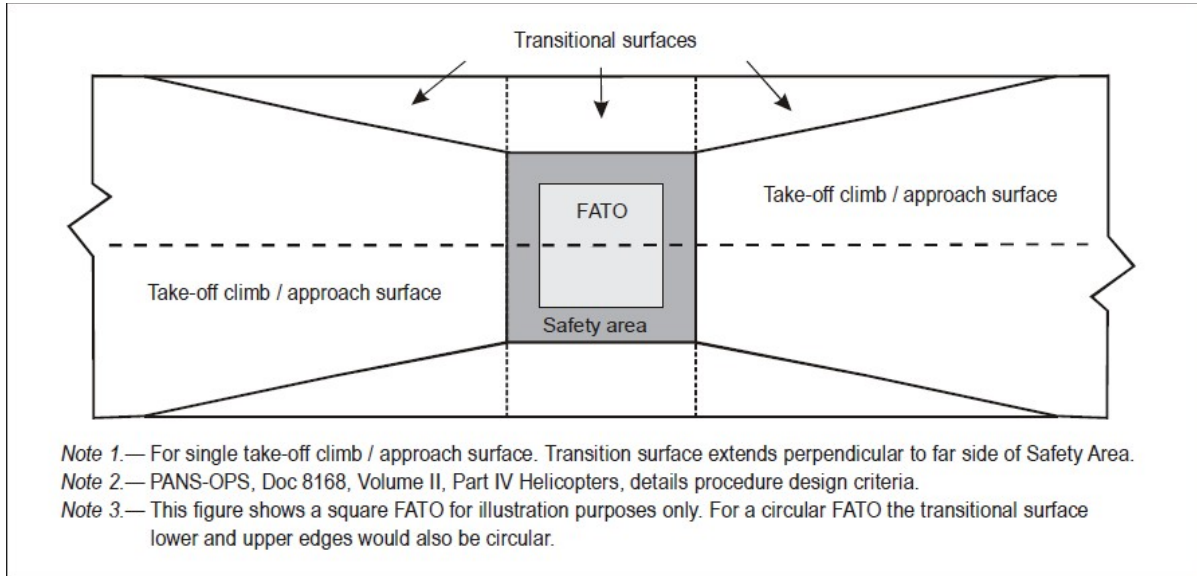 Transitional surfaces
FATO
Take-off climb / approach surface
Take-off climb / approach surface
Safety area
Note 1.— For single take-off climb / approach surface. Transition surface extends perpendicular to far side of Safety Area.
Note 2.— PANS-OPS, Doc 8168, Volume II, Part IV Helicopters, details procedure design criteria.
Note 3.— This figure shows a square FATO for illustration purposes only. For a circular FATO the transitional surface
lower and upper edges would also be circular.